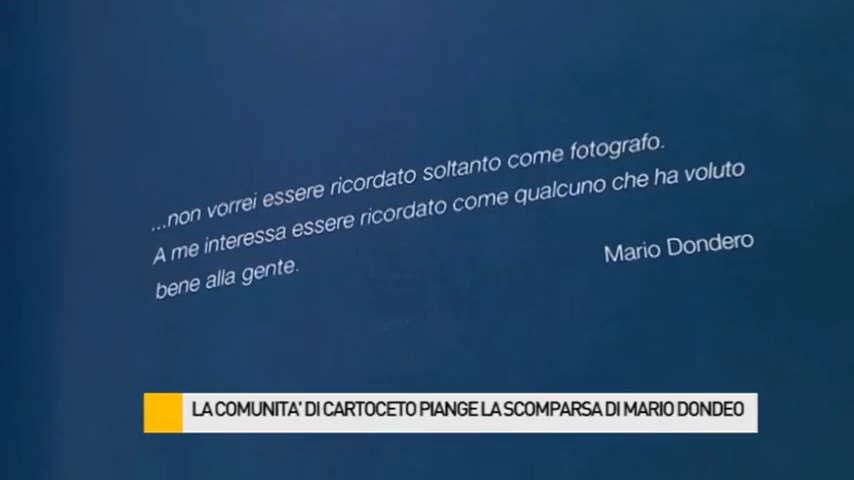 ...non vorrei essere ricordato soltanto come fotografo.
A me interessa essere ricordato come qualcuno che ha voluto
bene alla gente.
Mario Dondero
LA COMUNITA' DI CARTOCETO PIANGE LA SCOMPARSA DI MARIO DONDEO